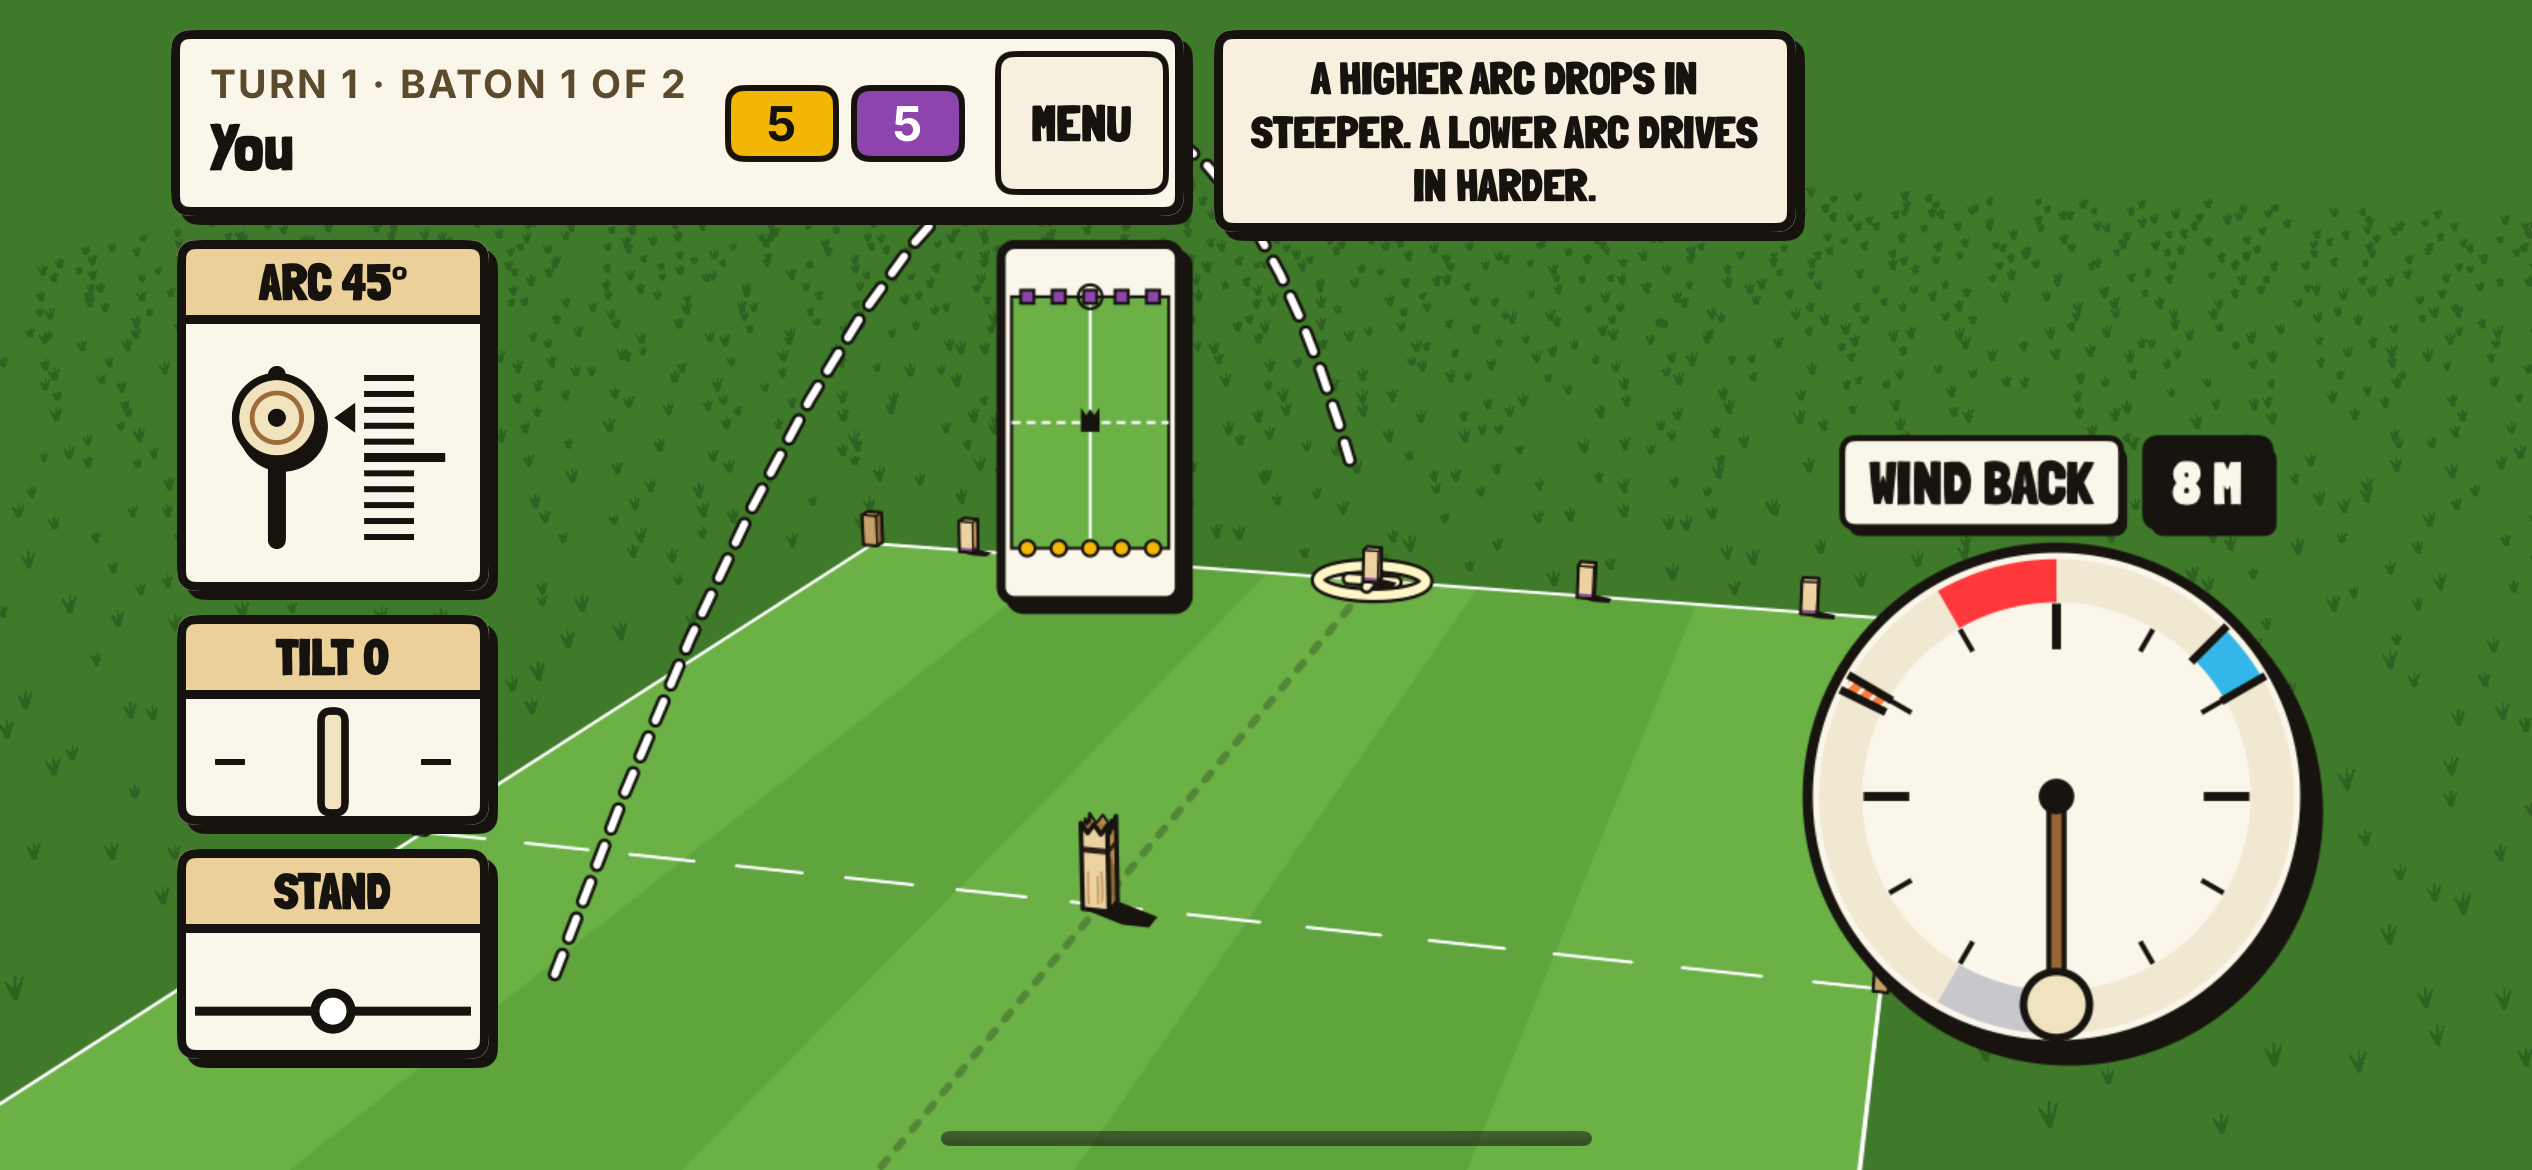 TURN 1 · BATON 1 OF 2
You
5
5
MENU
A HIGHER ARC DROPS IN
STEEPER. A LOWER ARC DRIVES
IN HARDER.
ARC 45°
TILT 0
STAND
WIND BACK
8 M